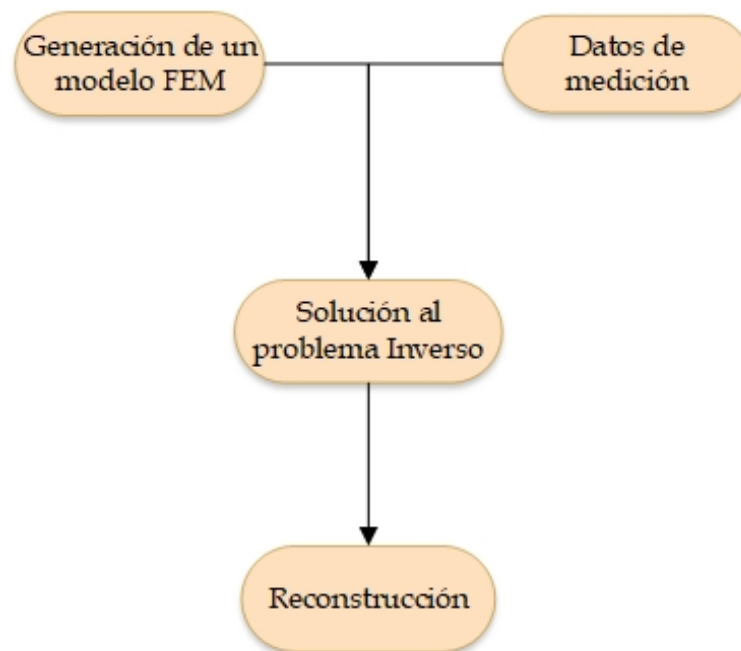 Generación de un
modelo FEM
Datos de
medición
Solución al
problema Inverso
Reconstrucción